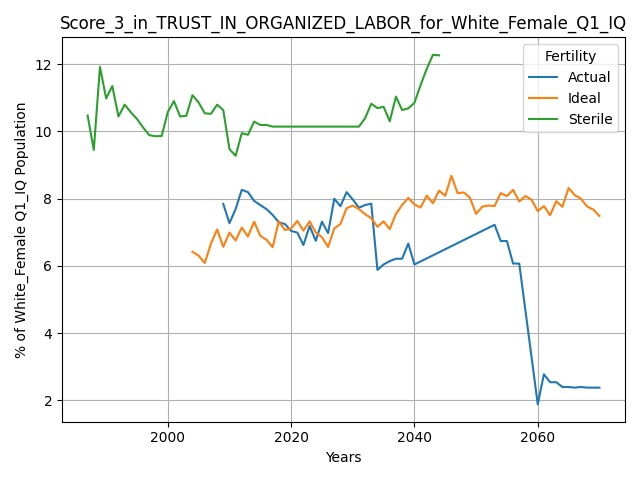 Score_3_in_TRUST_IN_ORGANIZED_LABOR_for_White_Female_Q1_IQ
Fertility
Actual
Ideal
Sterile
% of White_Female Q1_IQ Population
12
10
8
6
4
2
2000
2020
2040
2060
Years